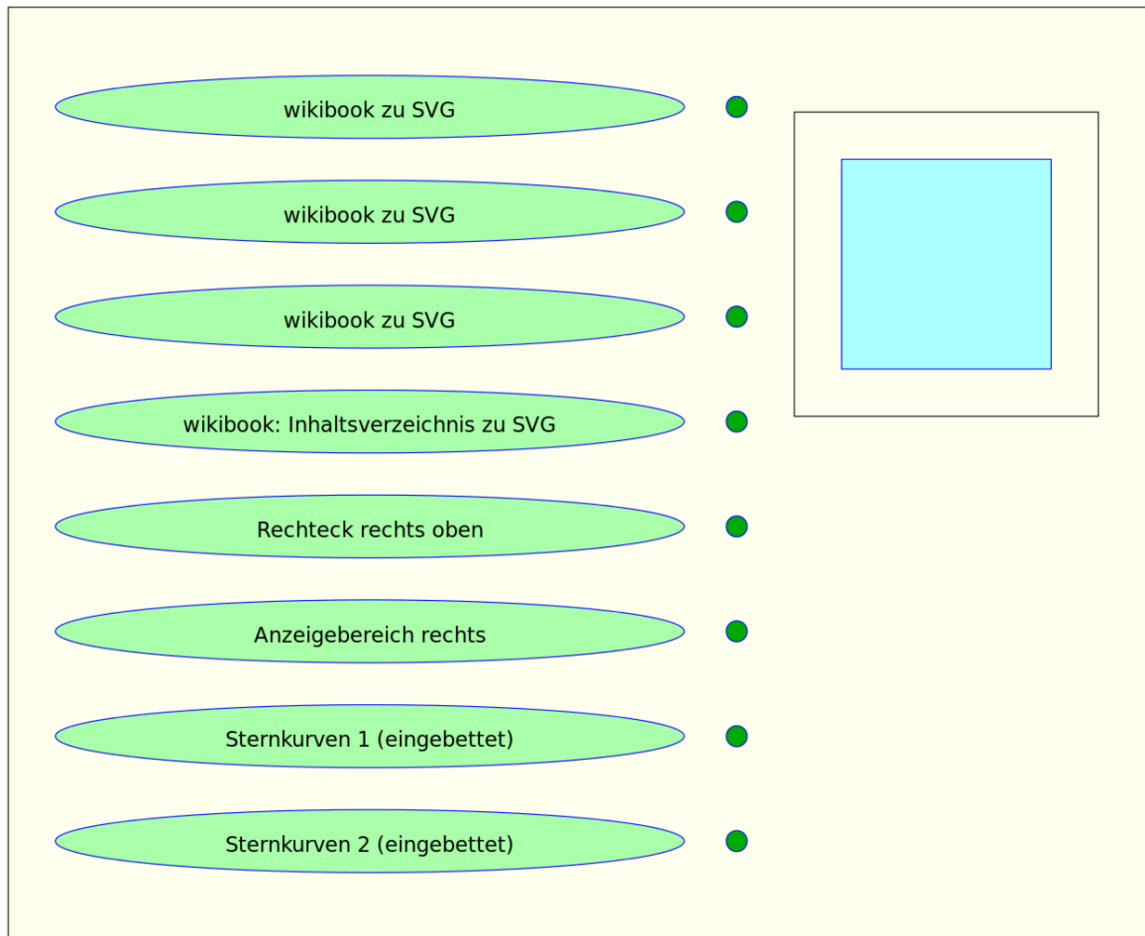 wikibook zu SVG
wikibook zu SVG
wikibook zu SVG
wikibook: Inhaltsverzeichnis zu SVG
Rechteck rechts oben
Anzeigebereich rechts
Sternkurven 1 (eingebettet)
Sternkurven 2 (eingebettet)